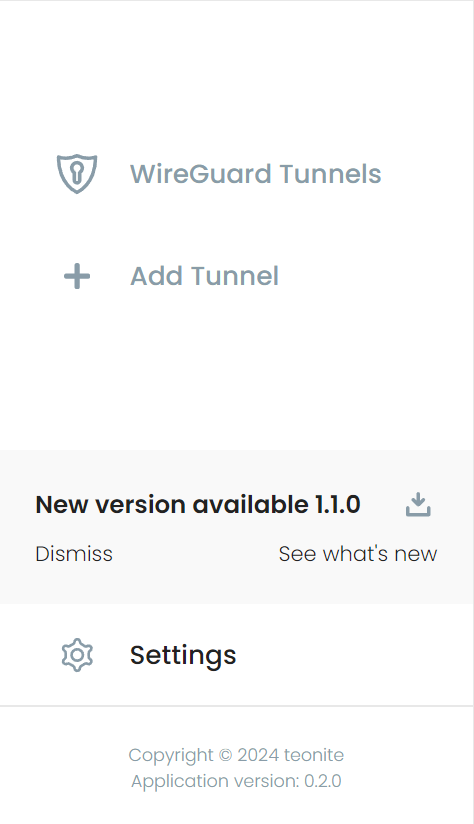 WireGuard Tunnels
Add Tunnel
New version available 1.1.0
Dismiss
See what's new
Settings
Copyright © 2024 teonite
Application version: 0.2.0